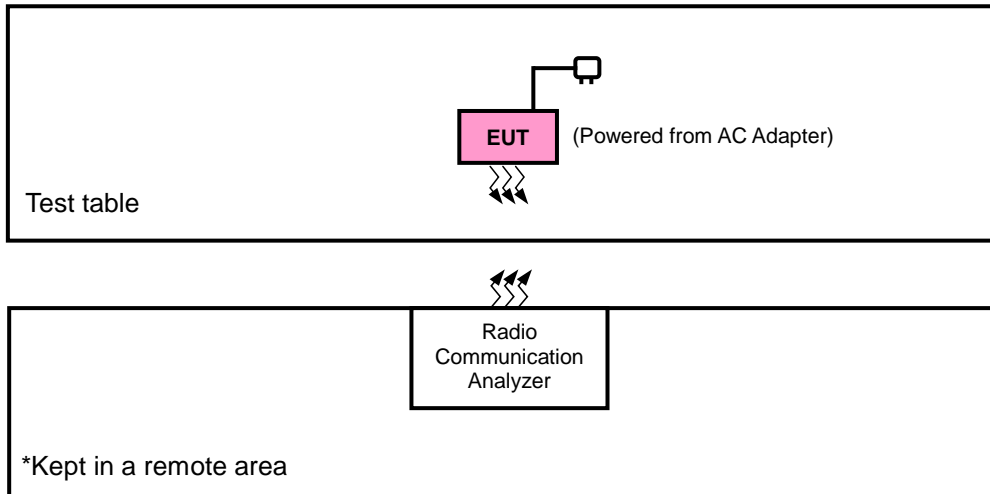 EUT
(Powered from AC Adapter)
Test table
Radio
Communication
Analyzer
*Kept in a remote area